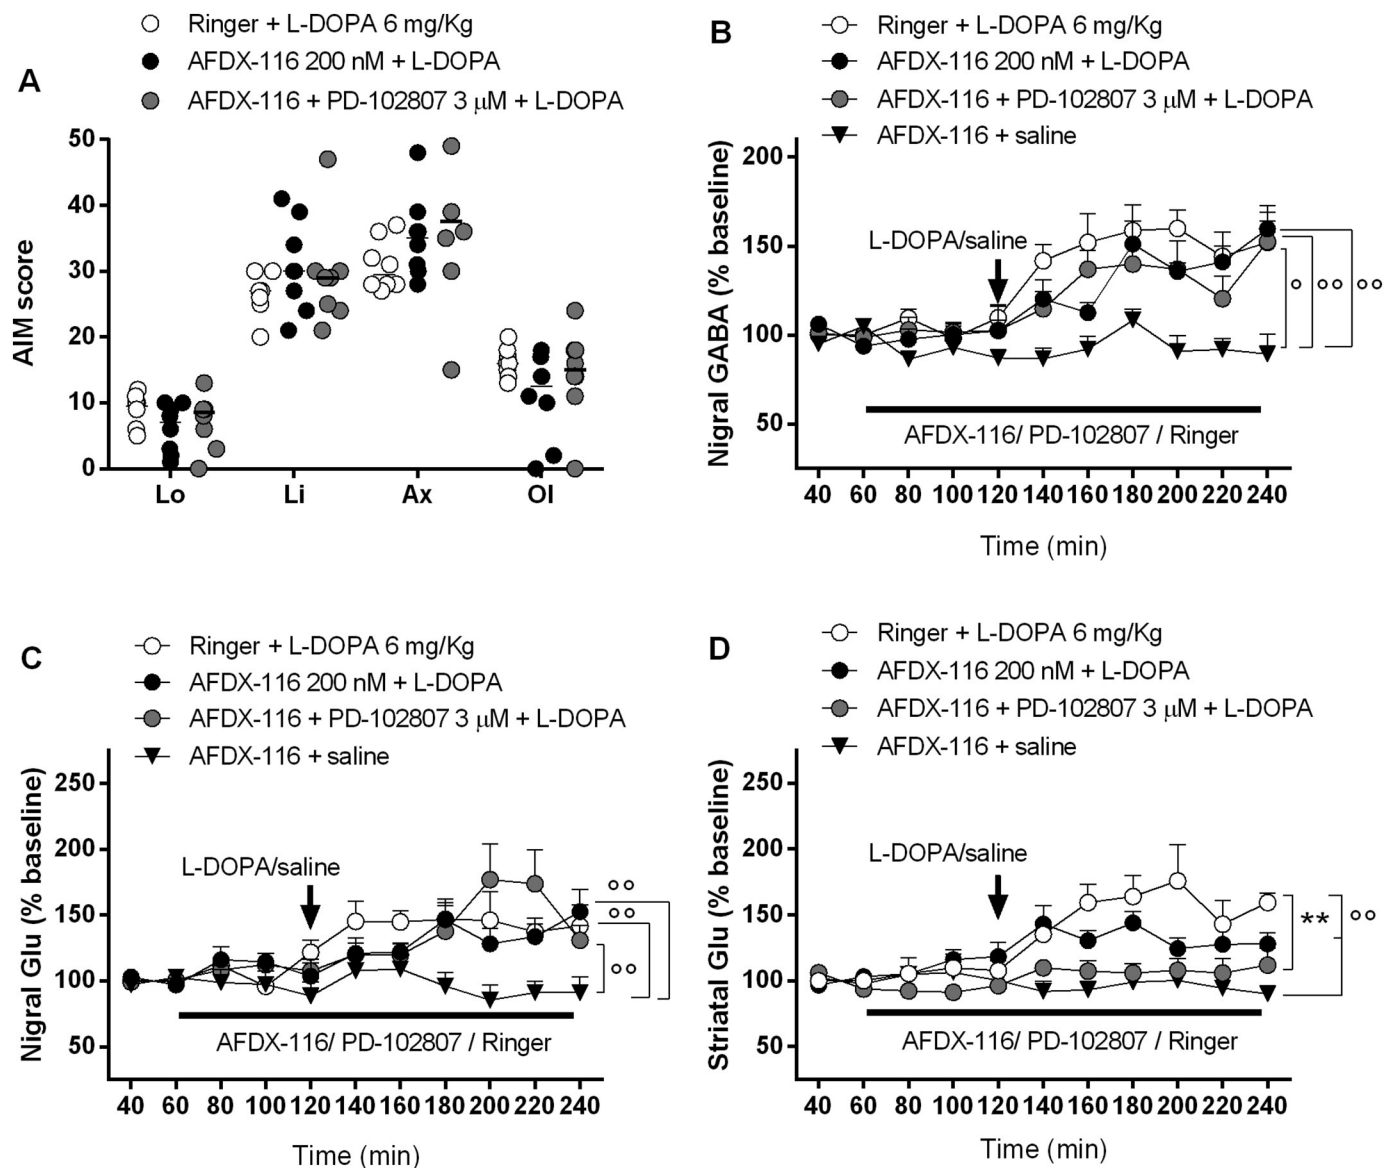 A
Ringer + L-DOPA 6 mg/Kg
AFDX-116 200 nM + L-DOPA
AFDX-116 + PD-102807 3 µM + L-DOPA
AIM score
50
40
30
20
10
0
Lo Li Ax Ol
B
Ringer + L-DOPA 6 mg/Kg
AFDX-116 200 nM + L-DOPA
AFDX-116 + PD-102807 3 µM + L-DOPA
AFDX-116 + saline
Nigral GABA (% baseline)
200
150
100
50
L-DOPA/saline
° °° °°
AFDX-116/ PD-102807 / Ringer
40 60 80 100 120 140 160 180 200 220 240
Time (min)
C
Ringer + L-DOPA 6 mg/Kg
AFDX-116 200 nM + L-DOPA
AFDX-116 + PD-102807 3 µM + L-DOPA
AFDX-116 + saline
Nigral Glu (% baseline)
250
200
150
100
50
L-DOPA/saline
°°
°°
°°
AFDX-116/ PD-102807 / Ringer
40 60 80 100 120 140 160 180 200 220 240
Time (min)
D
Ringer + L-DOPA 6 mg/Kg
AFDX-116 200 nM + L-DOPA
AFDX-116 + PD-102807 3 µM + L-DOPA
AFDX-116 + saline
Striatal Glu (% baseline)
250
200
150
100
50
L-DOPA/saline
** °°
AFDX-116/ PD-102807 / Ringer
40 60 80 100 120 140 160 180 200 220 240
Time (min)